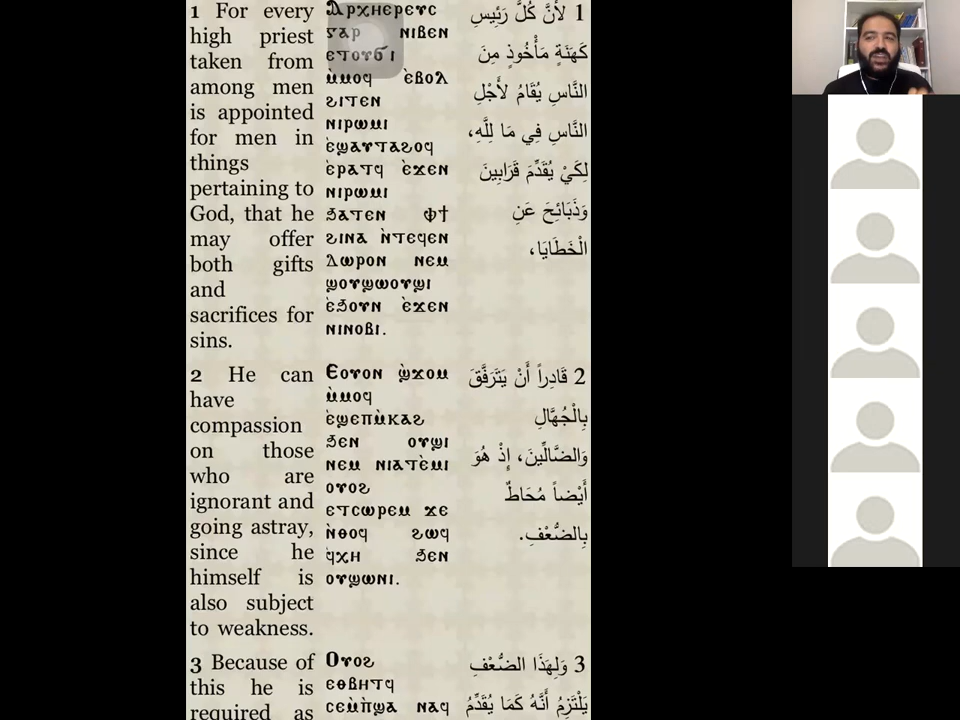 1 For every
high priest
taken from
among men
is appointed
for men in
things
pertaining to
God, that he
may offer
both gifts
and
sacrifices for
sins.
Ⲁⲣⲭⲏⲉⲣⲉⲩⲥ
ⲅⲁⲣ ⲛⲓⲃⲉⲛ
ⲉⲧⲟⲩϭⲓ
ⲙ̀ⲙⲟϥ ⲉ̀ⲃⲟⲗ
ϩⲓⲧⲉⲛ
ⲛⲓⲣⲱⲙⲓ
ⲉ̀ϣⲁⲩⲧⲁϩⲟϥ
ⲉ̀ⲣⲁⲧϥ ⲉ̀ϫⲉⲛ
ⲛⲓⲣⲱⲙⲓ
ϧⲁⲧⲉⲛ ⲫϯ
ϩⲓⲛⲁ ⲛ̀ⲧⲉϥⲉⲛ
ⲇⲱⲣⲟⲛ ⲛⲉⲙ
ϣⲟⲩϣⲱⲟⲩϣⲓ
ⲉ̀ϧⲟⲩⲛ ⲉ̀ϫⲉⲛ
ⲛⲓⲛⲟⲃⲓ.
1 لأَنَّ كُلَّ رَئِيسِ
كَهَنَةٍ مَأْخُوذٍ مِنَ
النَّاسِ يُقَامُ لأَجْلِ
النَّاسِ فِي مَا لِلَّهِ،
لِكَيْ يُقَدِّمَ قَرَابِينَ
وَذَبَائِحَ عَنِ
الْخَطَايَا،
2 He can
have
compassion
on those
who are
ignorant and
going astray,
since he
himself is
also subject
to weakness.
Ⲉⲟⲩⲟⲛ ϣ̀ϫⲟⲙ
ⲙ̀ⲙⲟϥ
ⲉ̀ϣⲉⲡⲙ̀ⲕⲁϩ
ϧⲉⲛ ⲟⲩϣⲓ
ⲛⲉⲙ ⲛⲓⲁⲧⲉ̀ⲙⲓ
ⲟⲩⲟϩ
ⲉⲧⲥⲱⲣⲉⲙ ϫⲉ
ⲛ̀ⲑⲟϥ ϩⲱϥ
ϥ̀ⲭⲏ ϧⲉⲛ
ⲟⲩϣⲱⲛⲓ.
2 قَادِراً أَنْ يَتَرَفَّقَ
بِالْجُهَّالِ
وَالضَّالِّينَ، إِذْ هُوَ
أَيْضاً مُحَاطٌ
بِالضُّعْفِ.
3 Because of
this he is
required as
Ⲟⲩⲟϩ
ⲉⲑⲃⲏⲧϥ
ⲥⲉⲙ̀ⲡϣⲁ ⲛⲁϥ
3 وَلِهَذَا الضُّعْفِ
يَلْتَزِمُ أَنَّهُ كَمَا يُقَدِّمُ